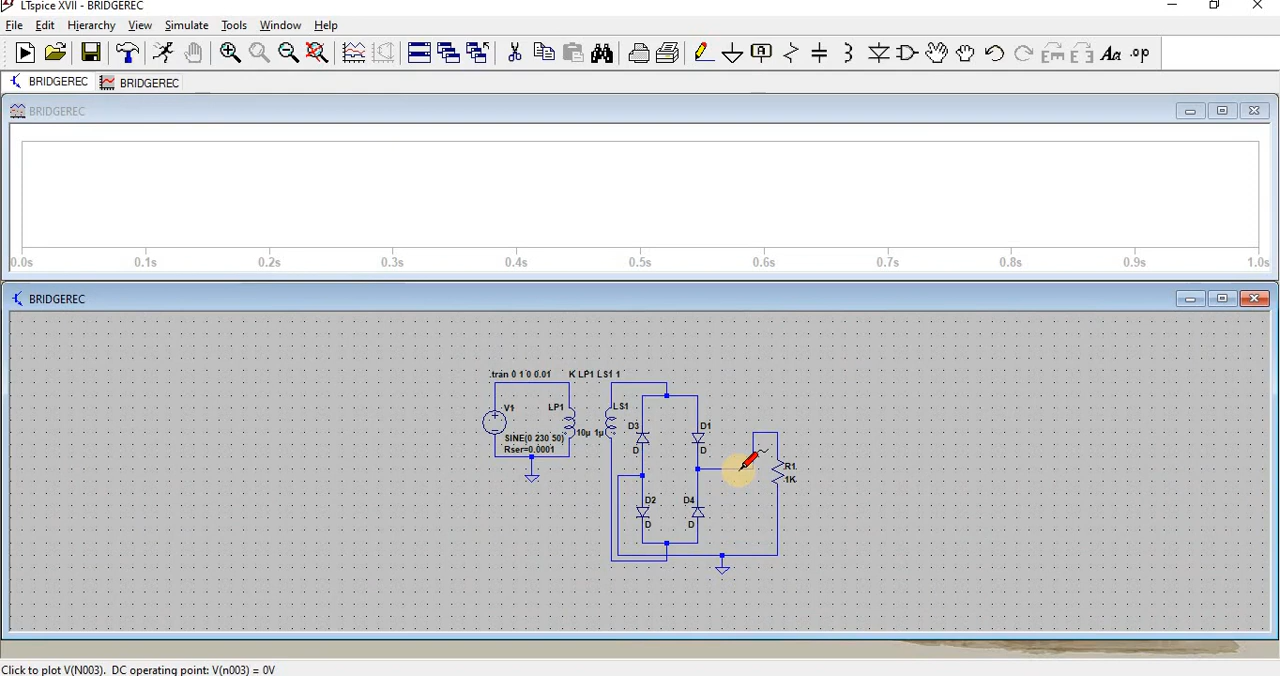 LTspice XVII - BRIDGEREC
File Edit Hierarchy View Simulate Tools Window Help
A Aa .op
BRIDGEREC BRIDGEREC
BRIDGEREC
0.0s 0.1s 0.2s 0.3s 0.4s 0.5s 0.6s 0.7s 0.8s 0.9s 1.0s
BRIDGEREC
.tran 0 1 0 0.01 K LP1 LS1 1
V1 LP1 LS1
D3 D1
SINE(0 230 50) 10µ 1µ
Rser=0.0001 D D
R1
1K
D2 D4
D D
Click to plot V(N003). DC operating point: V(n003) = 0V